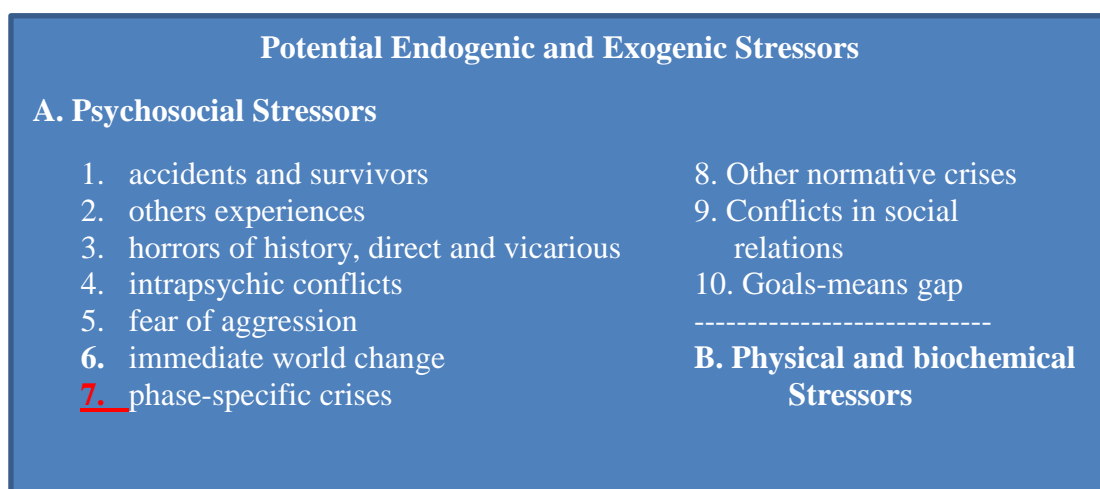 Potential Endogenic and Exogenic Stressors
A. Psychosocial Stressors
1. accidents and survivors
2. others experiences
3. horrors of history, direct and vicarious
4. intrapsychic conflicts
5. fear of aggression
6. immediate world change
7. phase-specific crises
8. Other normative crises
9. Conflicts in social
relations
10. Goals-means gap
----------------------------
B. Physical and biochemical
Stressors